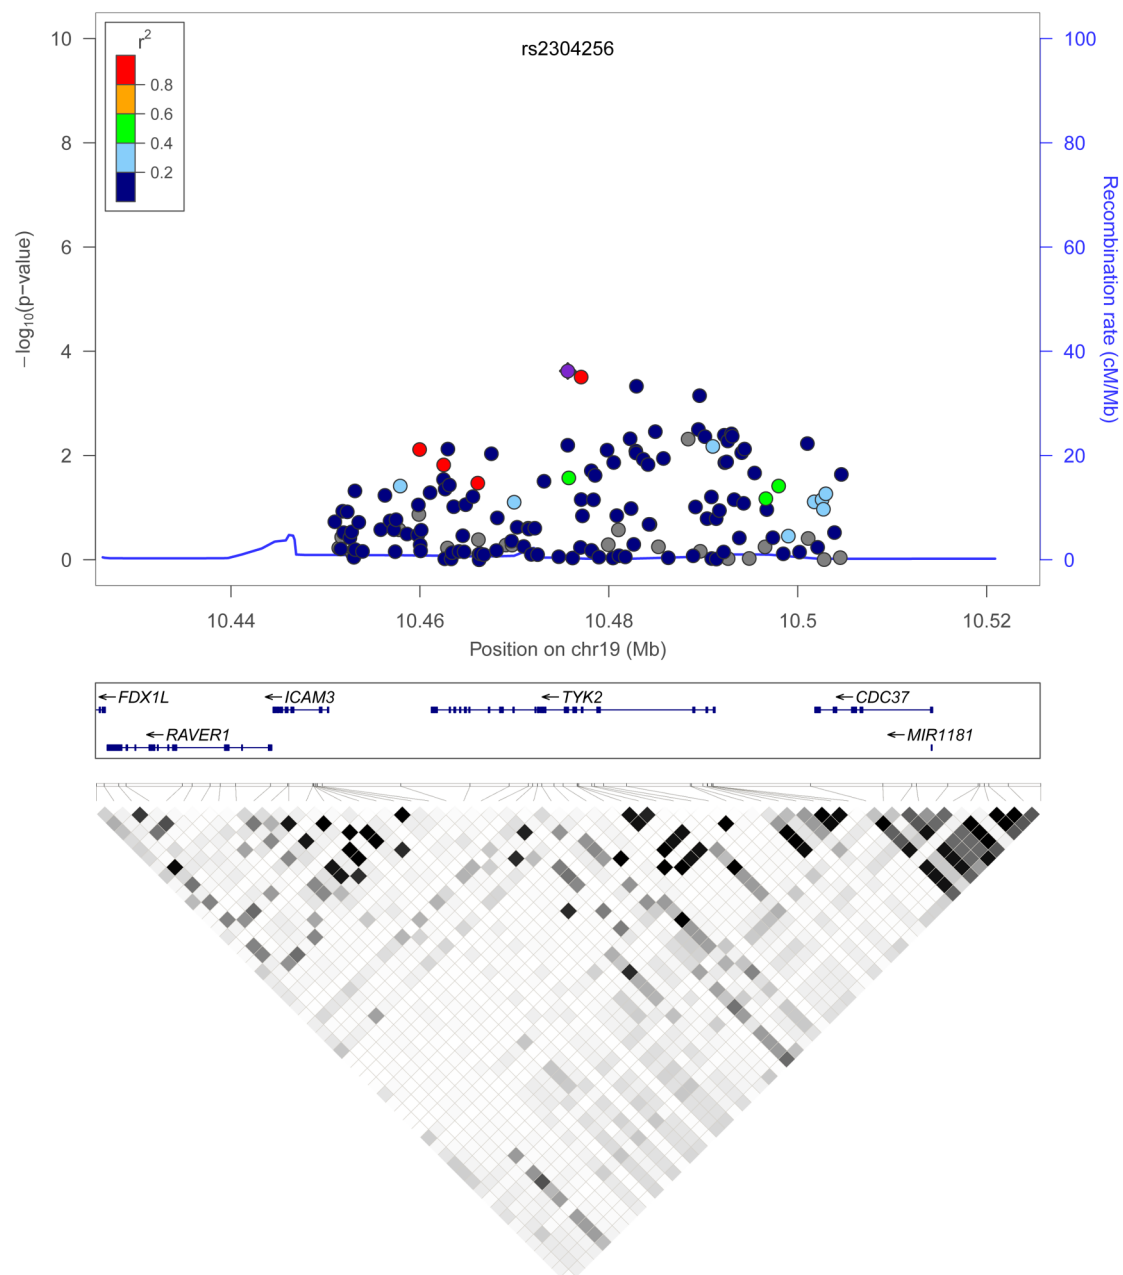 rs2304256
r2
0.8
0.6
0.4
0.2
10
8
6
4
2
0
−log10(p−value)
100
80
60
40
20
0
Recombination rate (cM/Mb)
10.44 10.46 10.48 10.5 10.52
Position on chr19 (Mb)
FDX1L ICAM3 TYK2 CDC37
RAVER1 MIR1181